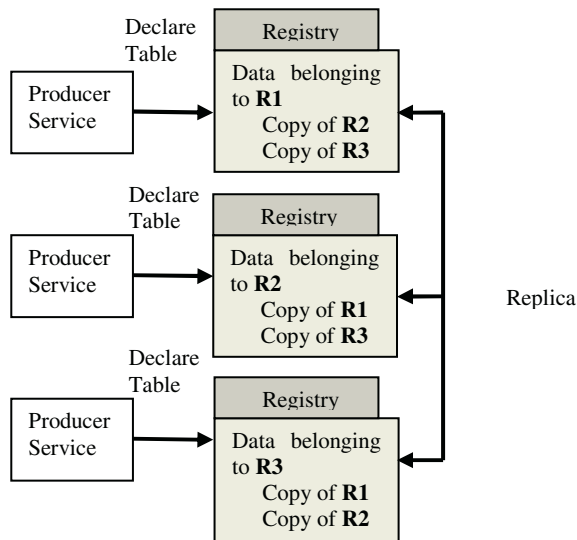 Declare
Table
Registry
Producer
Service
Data belonging
to R1
Copy of R2
Copy of R3
Declare
Table
Registry
Producer
Service
Data belonging
to R2
Copy of R1
Copy of R3
Replica
Declare
Table
Registry
Producer
Service
Data belonging
to R3
Copy of R1
Copy of R2